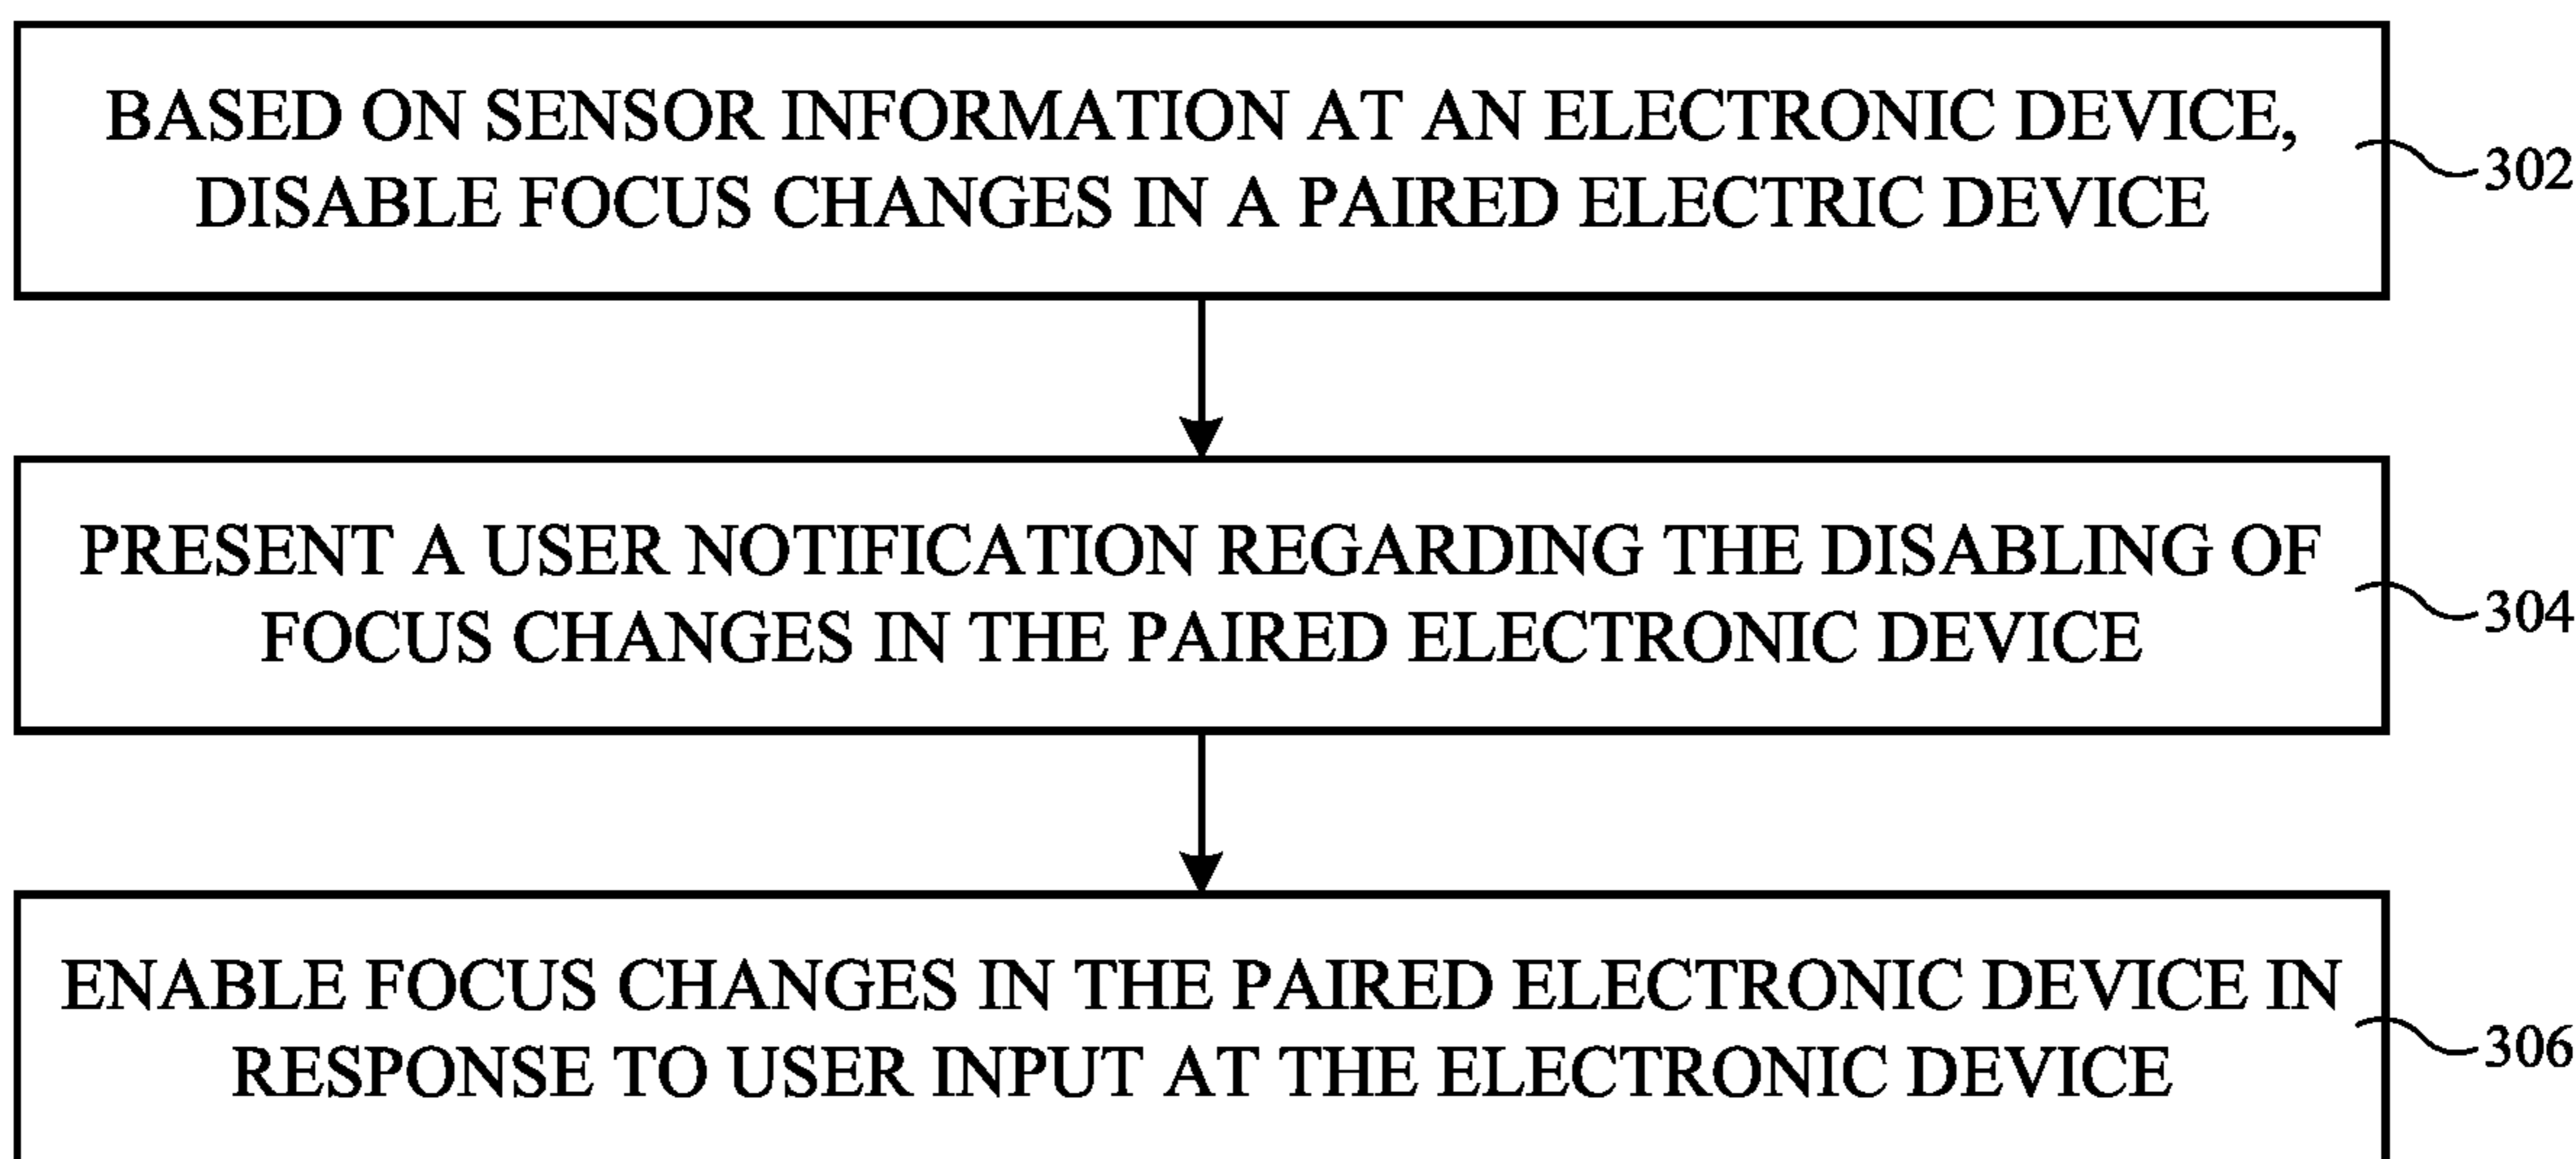 BASED ON SENSOR INFORMATION AT AN ELECTRONIC DEVICE,
DISABLE FOCUS CHANGES IN A PAIRED ELECTRIC DEVICE
302
PRESENT A USER NOTIFICATION REGARDING THE DISABLING OF
FOCUS CHANGES IN THE PAIRED ELECTRONIC DEVICE
304
ENABLE FOCUS CHANGES IN THE PAIRED ELECTRONIC DEVICE IN
RESPONSE TO USER INPUT AT THE ELECTRONIC DEVICE
306